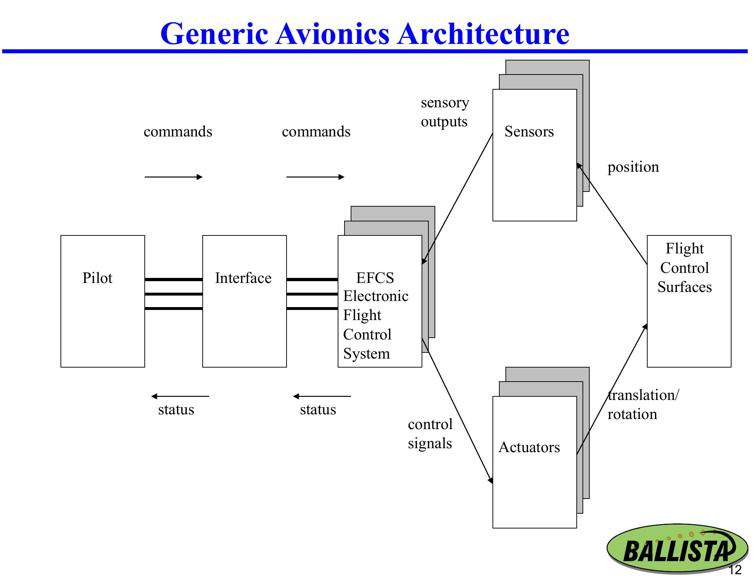 Generic Avionics Architecture
commands
commands
sensory
outputs
Sensors
position
Pilot
Interface
EFCS
Electronic
Flight
Control
System
Flight
Control
Surfaces
status
status
control
signals
Actuators
translation/
rotation
BALLISTA
12